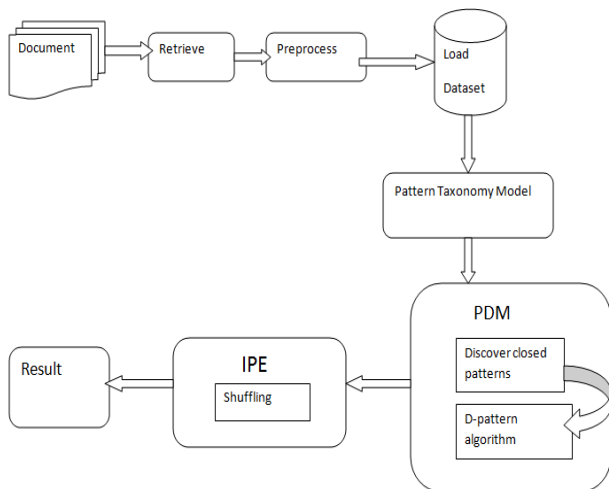 Document
Retrieve
Preprocess
Load
Dataset
Pattern Taxonomy Model
PDM
Discover closed
patterns
D-pattern
algorithm
IPE
Shuffling
Result